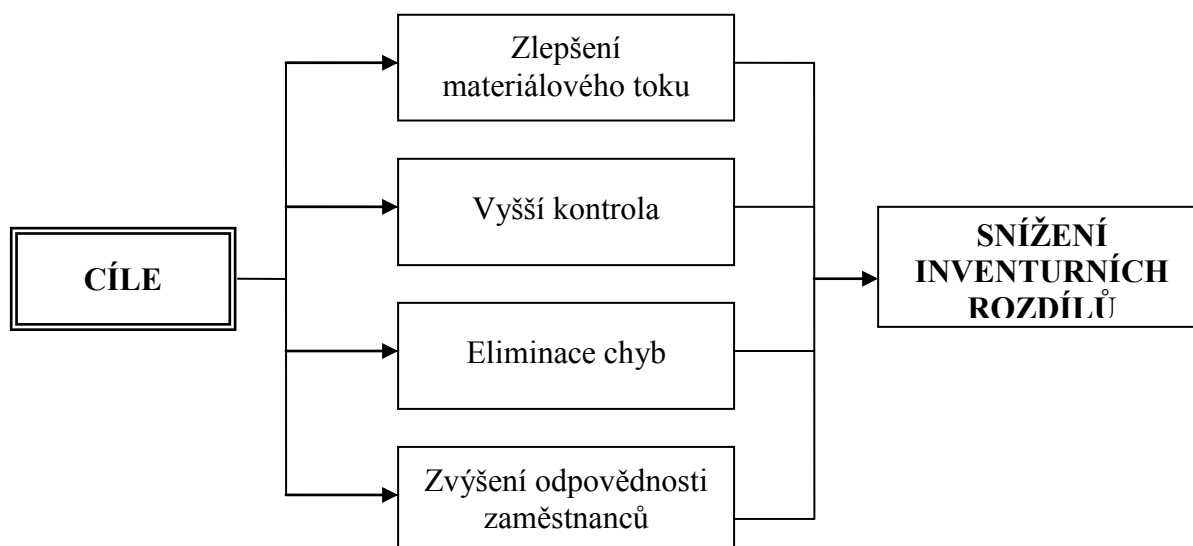 Zlepšení
materiálového toku
Vyšší kontrola
CÍLE
SNÍŽENÍ
INVENTURNÍCH
ROZDÍLŮ
Eliminace chyb
Zvýšení odpovědnosti
zaměstnanců